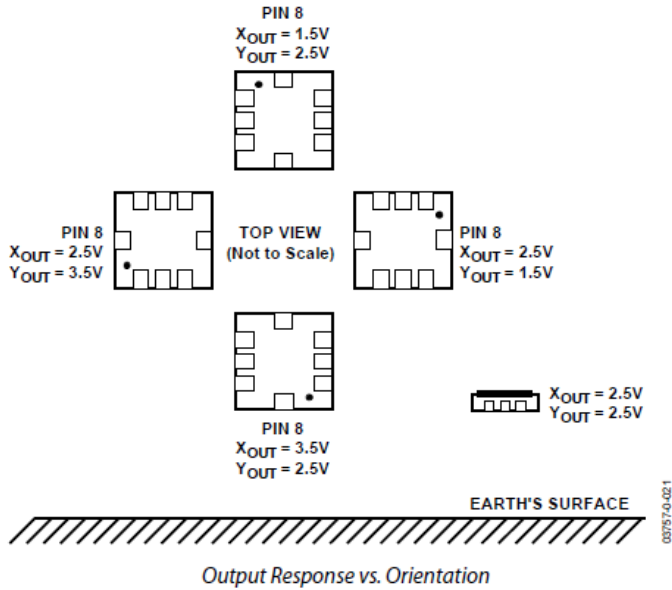 PIN 8
XOUT = 1.5V
YOUT = 2.5V
PIN 8
XOUT = 2.5V
YOUT = 3.5V
TOP VIEW
(Not to Scale)
PIN 8
XOUT = 2.5V
YOUT = 1.5V
PIN 8
XOUT = 3.5V
YOUT = 2.5V
XOUT = 2.5V
YOUT = 2.5V
EARTH'S SURFACE
03757-0-021
Output Response vs. Orientation